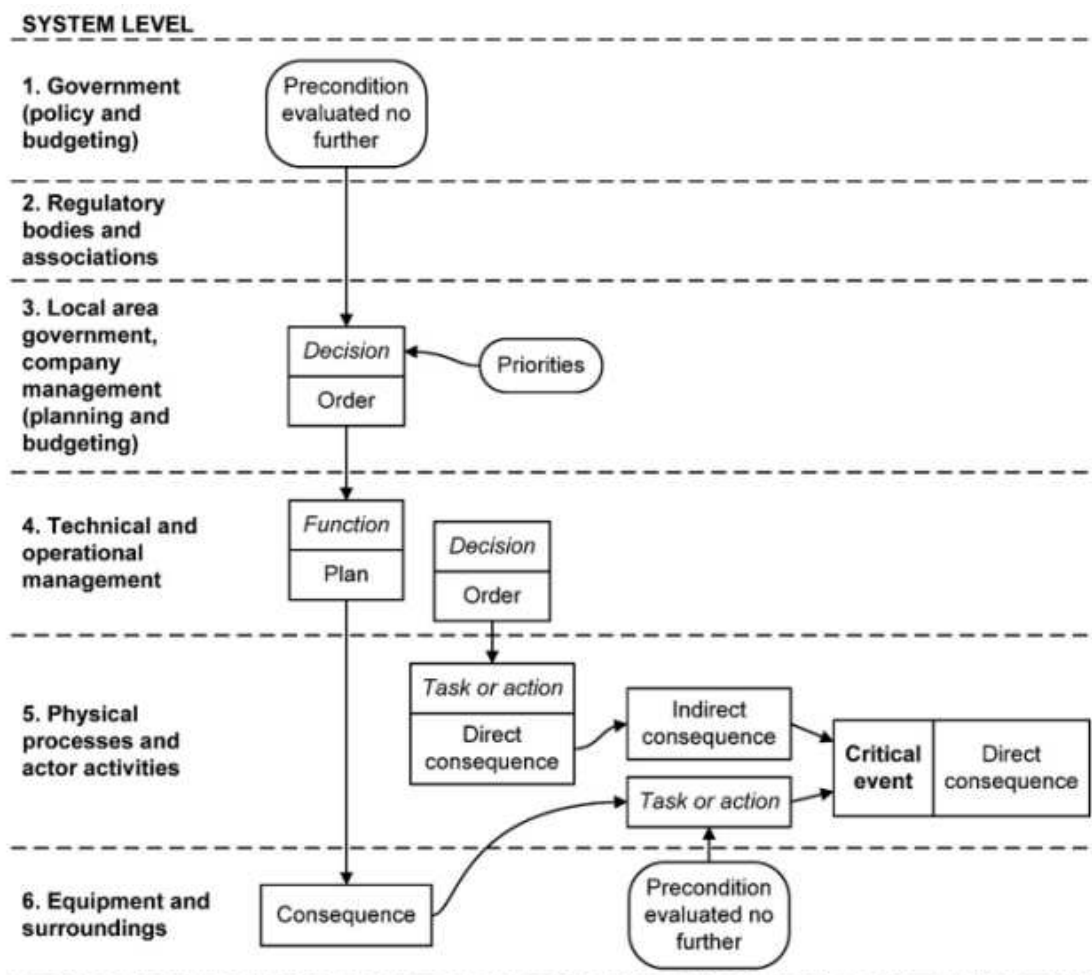 SYSTEM LEVEL
1. Government
(policy and
budgeting)
Precondition
evaluated no
further
2. Regulatory
bodies and
associations
3. Local area
government,
company
management
(planning and
budgeting)
Decision
Order
Priorities
4. Technical and
operational
management
Function
Plan
Decision
Order
5. Physical
processes and
actor activities
Task or action
Direct
consequence
Indirect
consequence
Task or action
Critical
event
Direct
consequence
6. Equipment and
surroundings
Consequence
Precondition
evaluated no
further